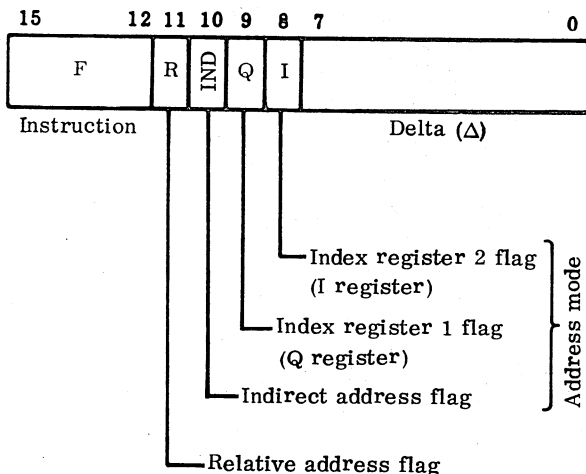 15 12 11 10 9 8 7 0
F R IND Q I
Instruction Delta (Δ)
Index register 2 flag
(I register)
Index register 1 flag
(Q register)
Indirect address flag
Relative address flag
Address mode